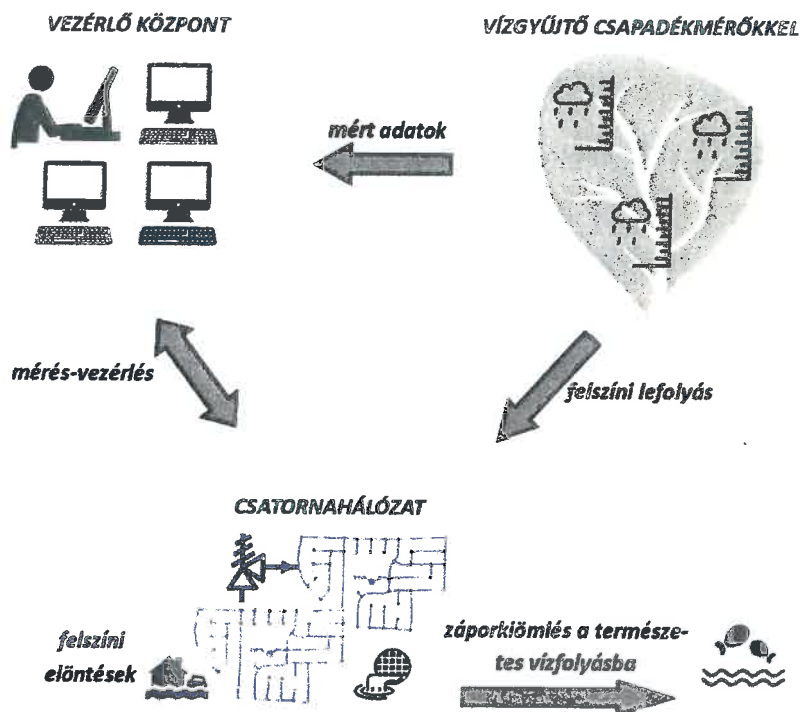 VEZÉRLŐ KÖZPONT
VÍZGYŰJTŐ CSAPADÉKMÉRŐKKEL
mért adatok
mérés-vezérlés
felszíni lefolyás
CSATORNAHÁLÓZAT
felszíni
elöntések
záporkiömlés a természe-
tes vízfolyásba